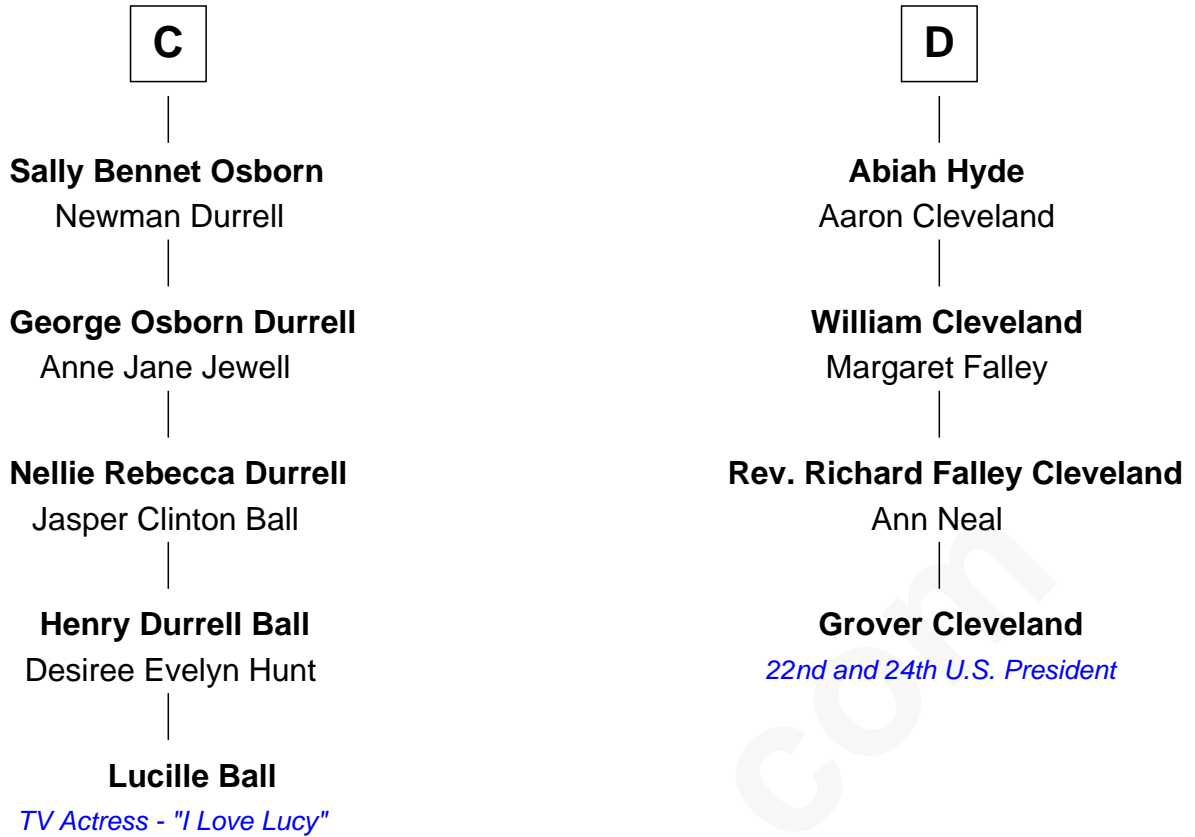 C
Sally Bennet Osborn
Newman Durrell
George Osborn Durrell
Anne Jane Jewell
Nellie Rebecca Durrell
Jasper Clinton Ball
Henry Durrell Ball
Desiree Evelyn Hunt
Lucille Ball
TV Actress - "I Love Lucy"
D
Abiah Hyde
Aaron Cleveland
William Cleveland
Margaret Falley
Rev. Richard Falley Cleveland
Ann Neal
Grover Cleveland
22nd and 24th U.S. President
com